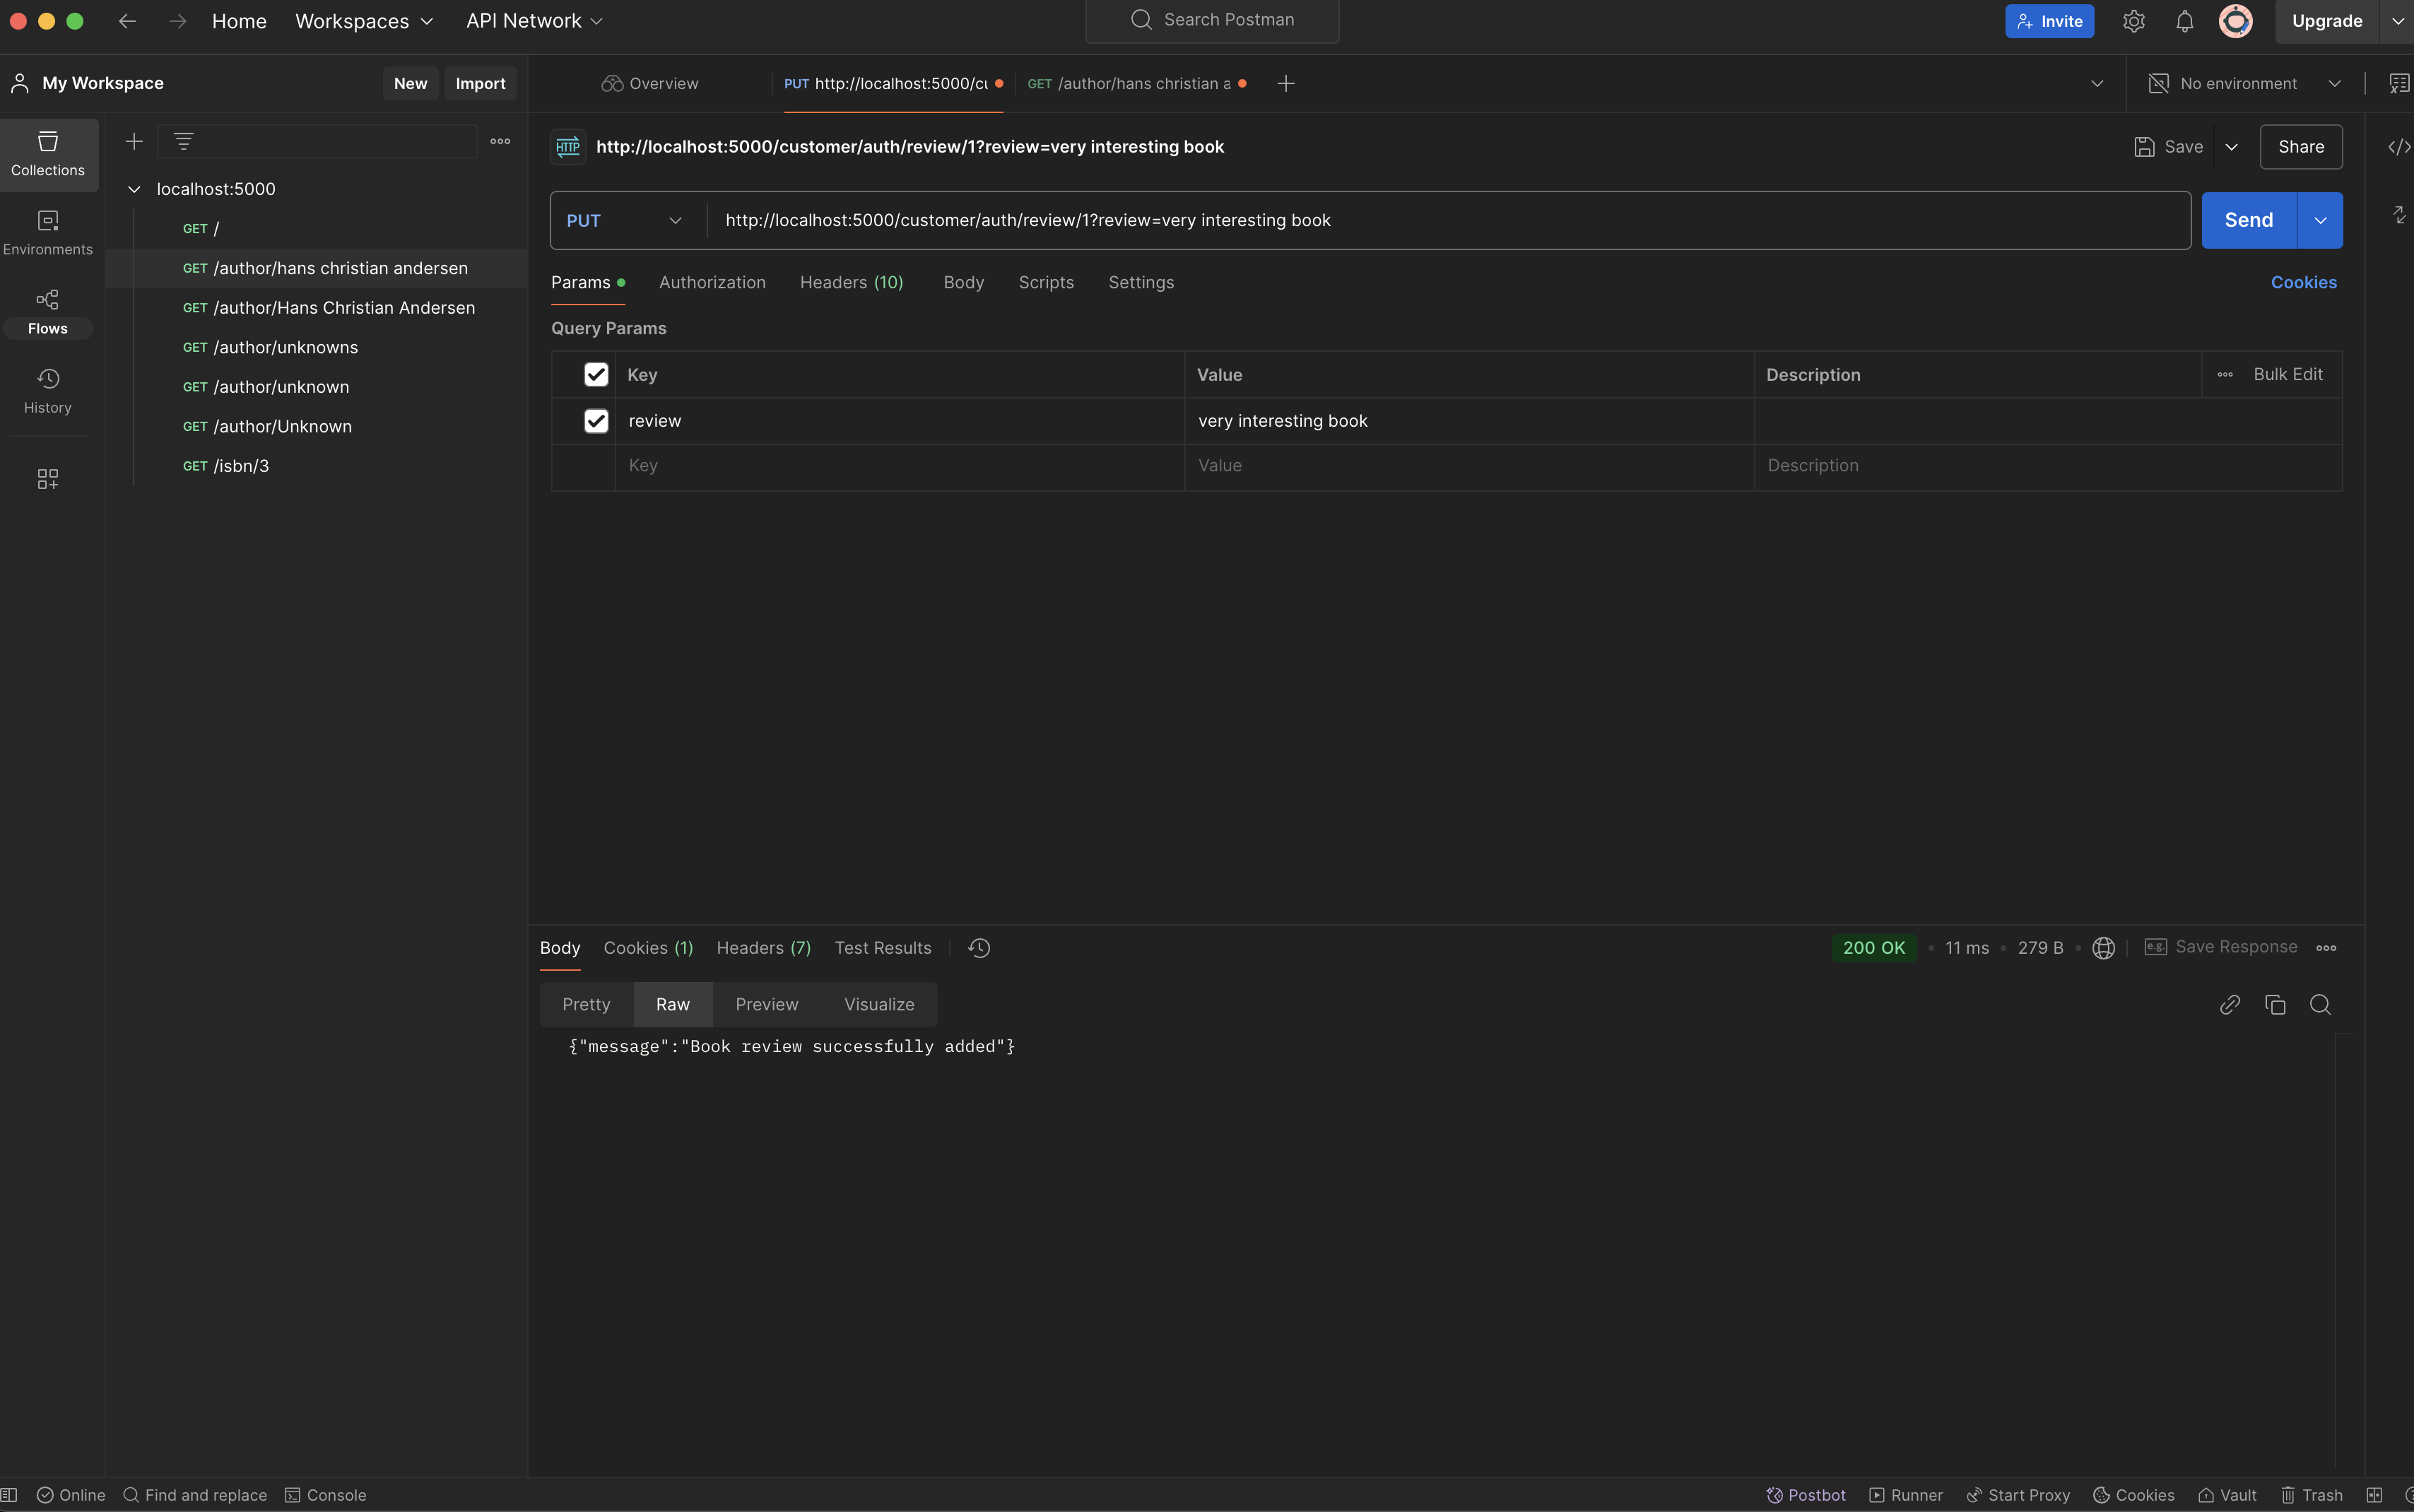 Home Workspaces API Network Search Postman Invite Upgrade
My Workspace New Import Overview PUT http://localhost:5000/cu GET /author/hans christian a No environment
Collections
Environments
Flows
History
localhost:5000
GET /
GET /author/hans christian andersen
GET /author/Hans Christian Andersen
GET /author/unknowns
GET /author/unknown
GET /author/Unknown
GET /isbn/3
HTTP http://localhost:5000/customer/auth/review/1?review=very interesting book Save Share
PUT http://localhost:5000/customer/auth/review/1?review=very interesting book Send
Params Authorization Headers (10) Body Scripts Settings Cookies
Query Params
Key Value Description Bulk Edit
review very interesting book
Key Value Description
Body Cookies (1) Headers (7) Test Results 200 OK 11 ms 279 B e.g. Save Response
Pretty Raw Preview Visualize
{"message":"Book review successfully added"}
Online Find and replace Console Postbot Runner Start Proxy Cookies Vault Trash